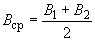 Bср = B1 + B2 / 2